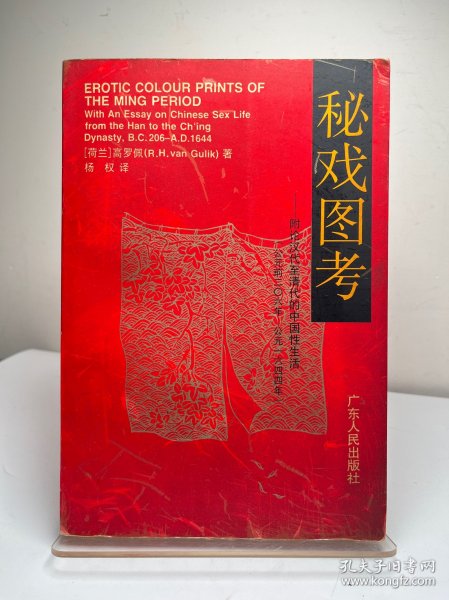 EROTIC COLOUR PRINTS OF
THE MING PERIOD
With An Essay on Chinese Sex Life
from the Han to the Ch'ing
Dynasty, B.C. 206–A.D.1644
[荷兰]高罗佩(R.H.van Gulik) 著
杨 权 译
秘戏图考
——附论汉代至清代的中国性生活
公元前二〇六年—公元一六四四年
广东人民出版社
孔夫子旧书网
www.kongfz.com